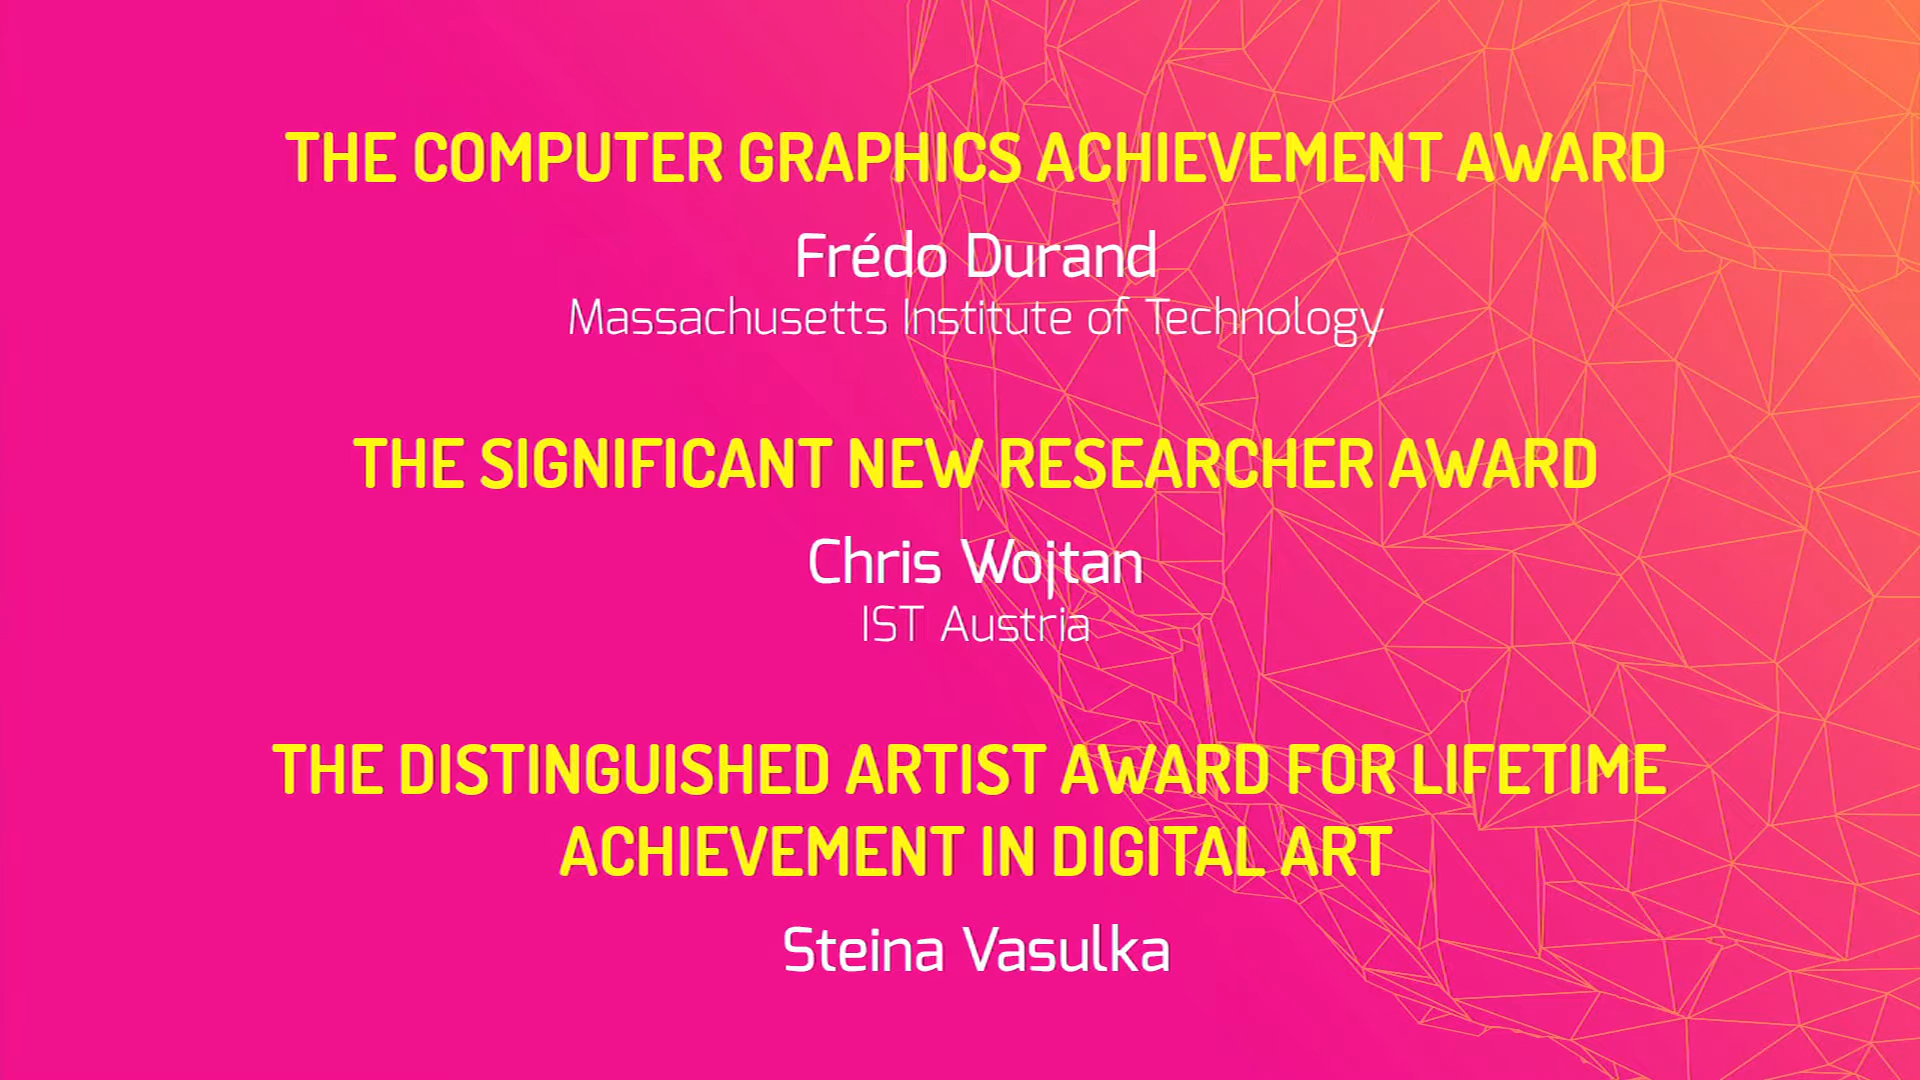 THE COMPUTER GRAPHICS ACHIEVEMENT AWARD
Frédo Durand
Massachusetts Institute of Technology
THE SIGNIFICANT NEW RESEARCHER AWARD
Chris Wojtan
IST Austria
THE DISTINGUISHED ARTIST AWARD FOR LIFETIME
ACHIEVEMENT IN DIGITAL ART
Steina Vasulka